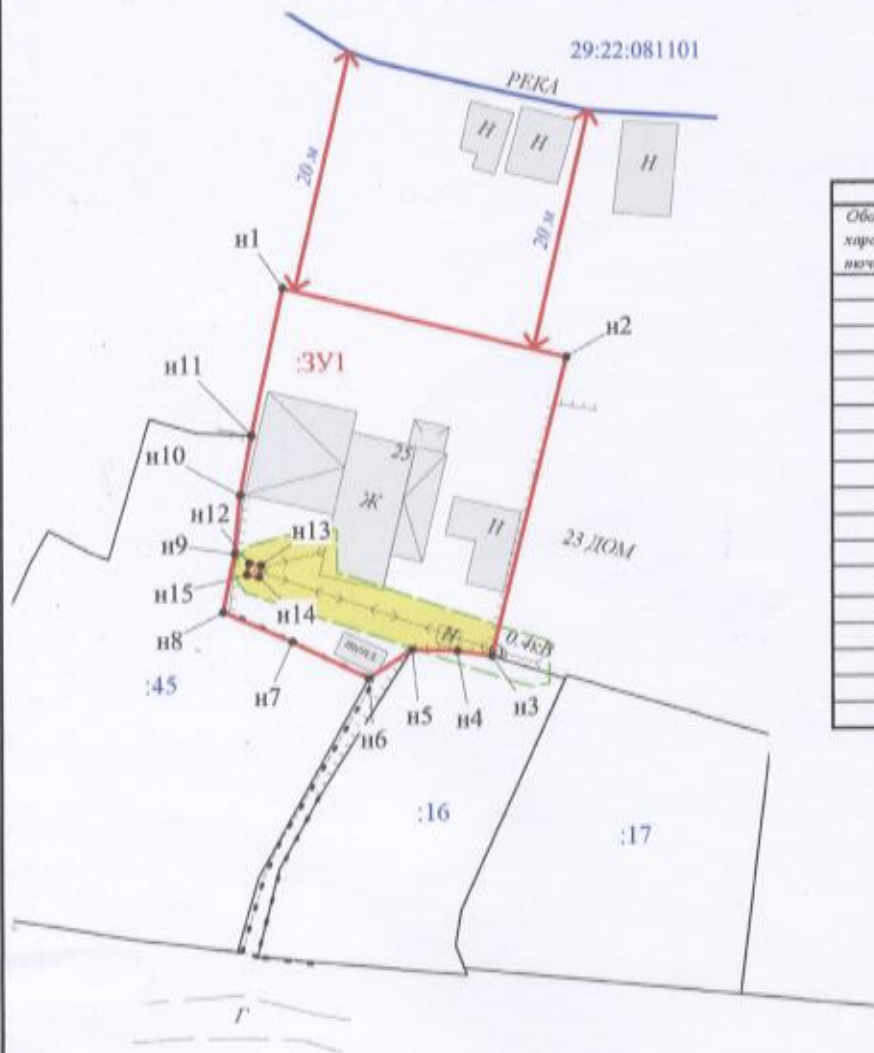 29:22:081101
РЕКА
Н
Н
Н
20 м
20 м
н1
н2
:ЗУ1
н11
25
н10
Ж
Н
н12
н13
23 ДОМ
н9
н15
н14
Н
0.4кВ
н8
тепл
н7
н5
н4
н3
:45
н6
:16
:17
Г